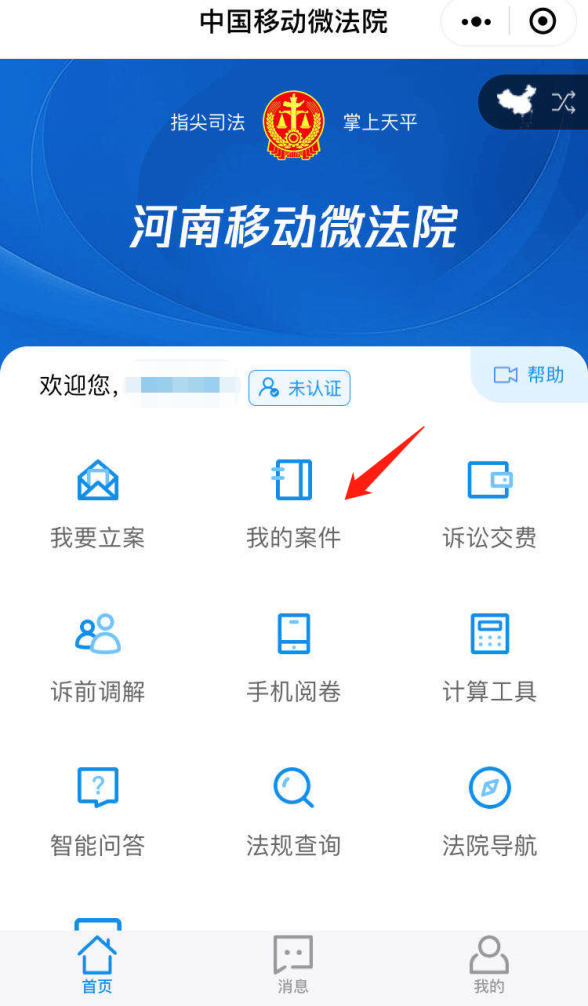 中国移动微法院
指尖司法 掌上天平
河南移动微法院
欢迎您, 未认证 帮助
我要立案 我的案件 诉讼交费
诉前调解 手机阅卷 计算工具
智能问答 法规查询 法院导航
首页 消息 我的